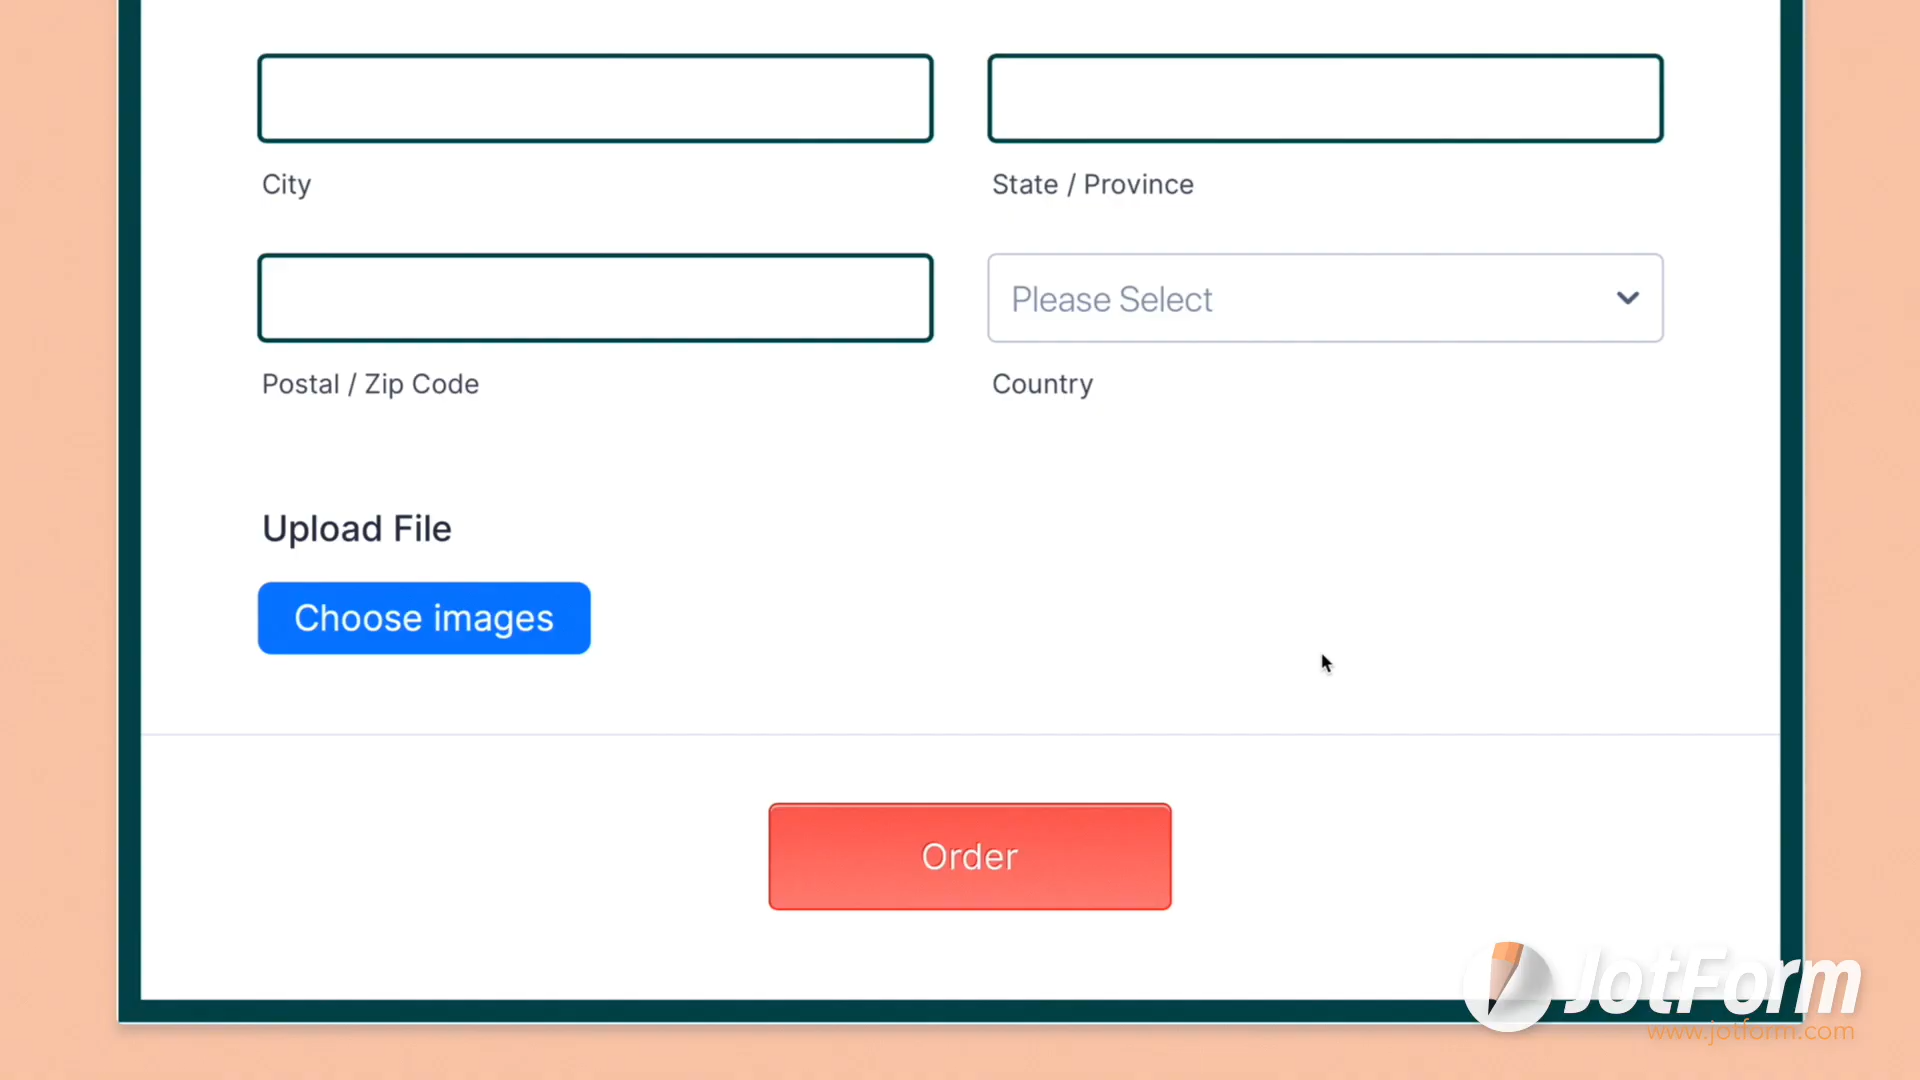 City
State / Province
Please Select
Postal / Zip Code
Country
Upload File
Choose images
Order
JotForm
www.jotform.com